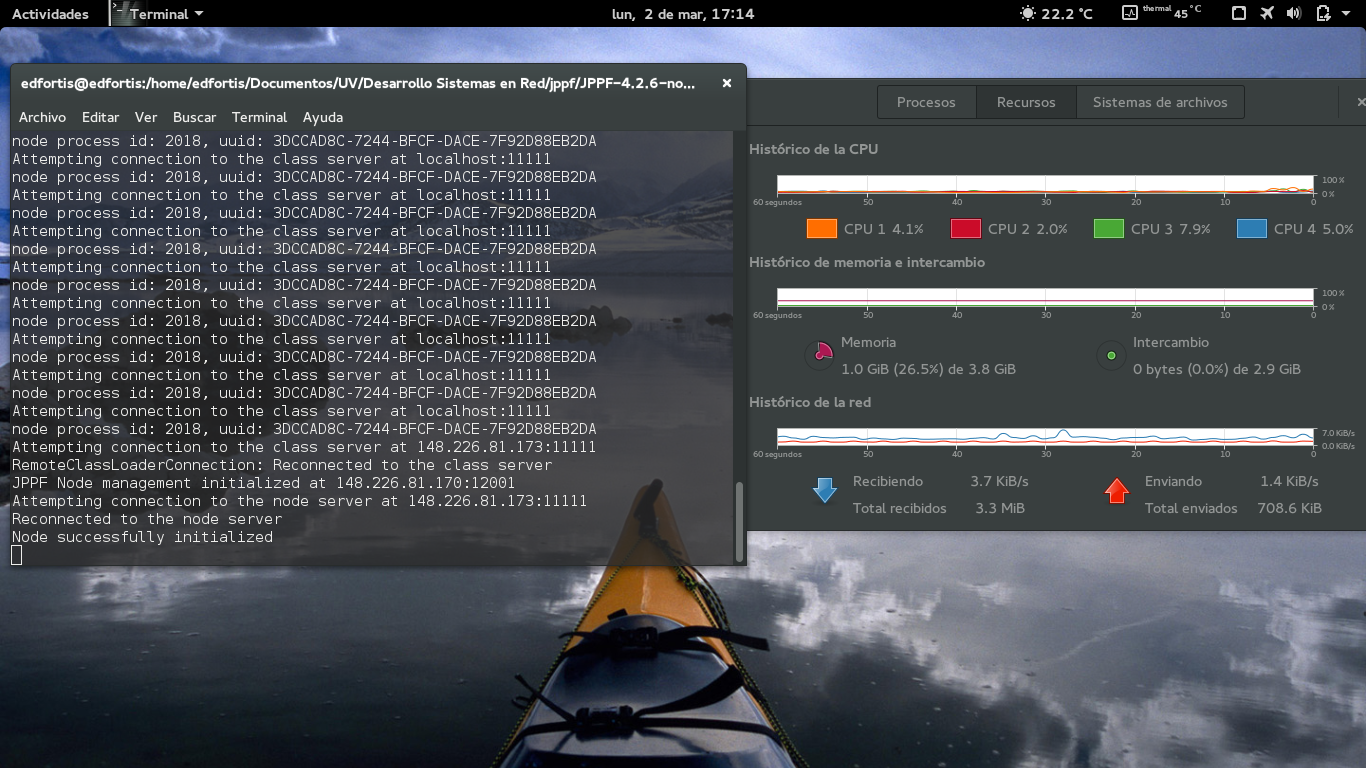 Actividades
Terminal
lun, 2 de mar, 17:14
22.2 °C
thermal 45 °C
edfortis@edfortis:/home/edfortis/Documentos/UV/Desarrollo Sistemas en Red/jppf/JPPF-4.2.6-no...
Archivo Editar Ver Buscar Terminal Ayuda
node process id: 2018, uuid: 3DCCAD8C-7244-BFCF-DACE-7F92D88EB2DA
Attempting connection to the class server at localhost:11111
node process id: 2018, uuid: 3DCCAD8C-7244-BFCF-DACE-7F92D88EB2DA
Attempting connection to the class server at localhost:11111
node process id: 2018, uuid: 3DCCAD8C-7244-BFCF-DACE-7F92D88EB2DA
Attempting connection to the class server at localhost:11111
node process id: 2018, uuid: 3DCCAD8C-7244-BFCF-DACE-7F92D88EB2DA
Attempting connection to the class server at localhost:11111
node process id: 2018, uuid: 3DCCAD8C-7244-BFCF-DACE-7F92D88EB2DA
Attempting connection to the class server at localhost:11111
node process id: 2018, uuid: 3DCCAD8C-7244-BFCF-DACE-7F92D88EB2DA
Attempting connection to the class server at localhost:11111
node process id: 2018, uuid: 3DCCAD8C-7244-BFCF-DACE-7F92D88EB2DA
Attempting connection to the class server at localhost:11111
node process id: 2018, uuid: 3DCCAD8C-7244-BFCF-DACE-7F92D88EB2DA
Attempting connection to the class server at localhost:11111
node process id: 2018, uuid: 3DCCAD8C-7244-BFCF-DACE-7F92D88EB2DA
Attempting connection to the class server at 148.226.81.173:11111
RemoteClassLoaderConnection: Reconnected to the class server
JPPF Node management initialized at 148.226.81.170:12001
Attempting connection to the node server at 148.226.81.173:11111
Reconnected to the node server
Node successfully initialized
Procesos Recursos Sistemas de archivo
Histórico de la CPU
100 %
0 %
60 segundos 50 40 30 20 10 0
CPU 1 4.1% CPU 2 2.0% CPU 3 7.9% CPU 4 5.0%
Histórico de memoria e intercambio
100 %
0 %
60 segundos 50 40 30 20 10 0
Memoria
1.0 GiB (26.5%) de 3.8 GiB
Intercambio
0 bytes (0.0%) de 2.9 GiB
Histórico de la red
7.0 KiB/s
0.0 KiB/s
60 segundos 50 40 30 20 10 0
Recibiendo 3.7 KiB/s
Total recibidos 3.3 MiB
Enviando 1.4 KiB/s
Total enviados 708.6 KiB